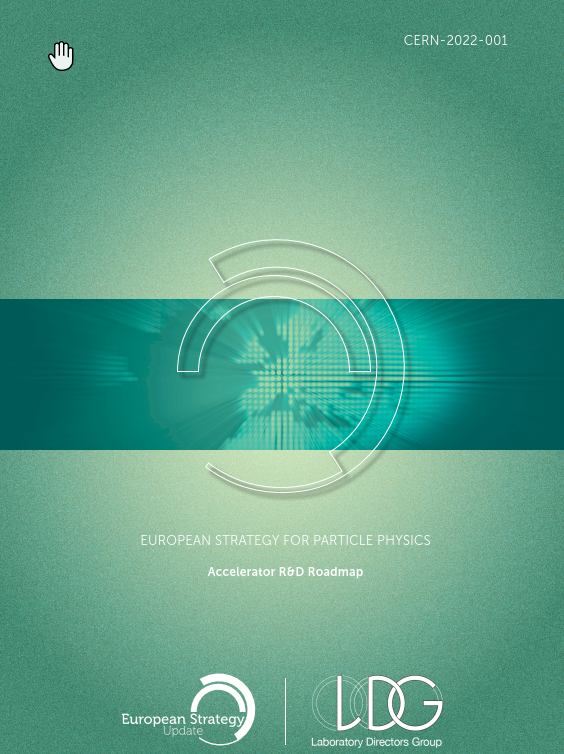 CERN-2022-001
EUROPEAN STRATEGY FOR PARTICLE PHYSICS
Accelerator R&D Roadmap
European Strategy
Update
LDG
Laboratory Directors Group